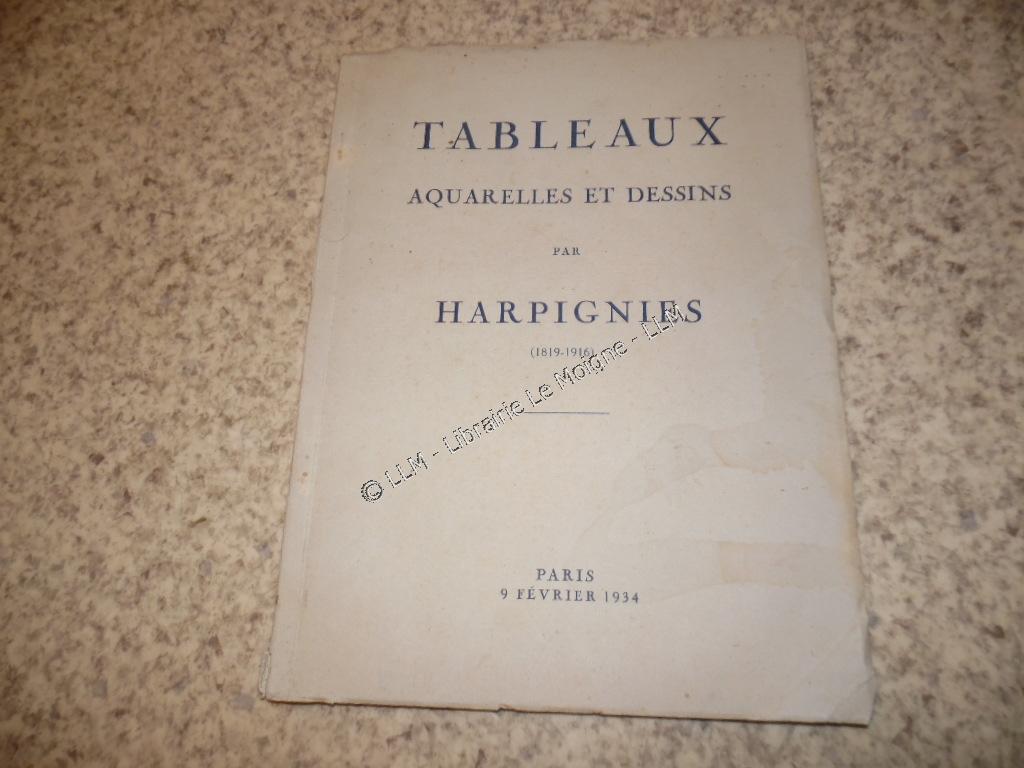 TABLEAUX
AQUARELLES ET DESSINS
PAR
HARPIGNIES
(1819-1916)
© LLM - Librairie Le Moigne - LLM
PARIS
9 FÉVRIER 1934